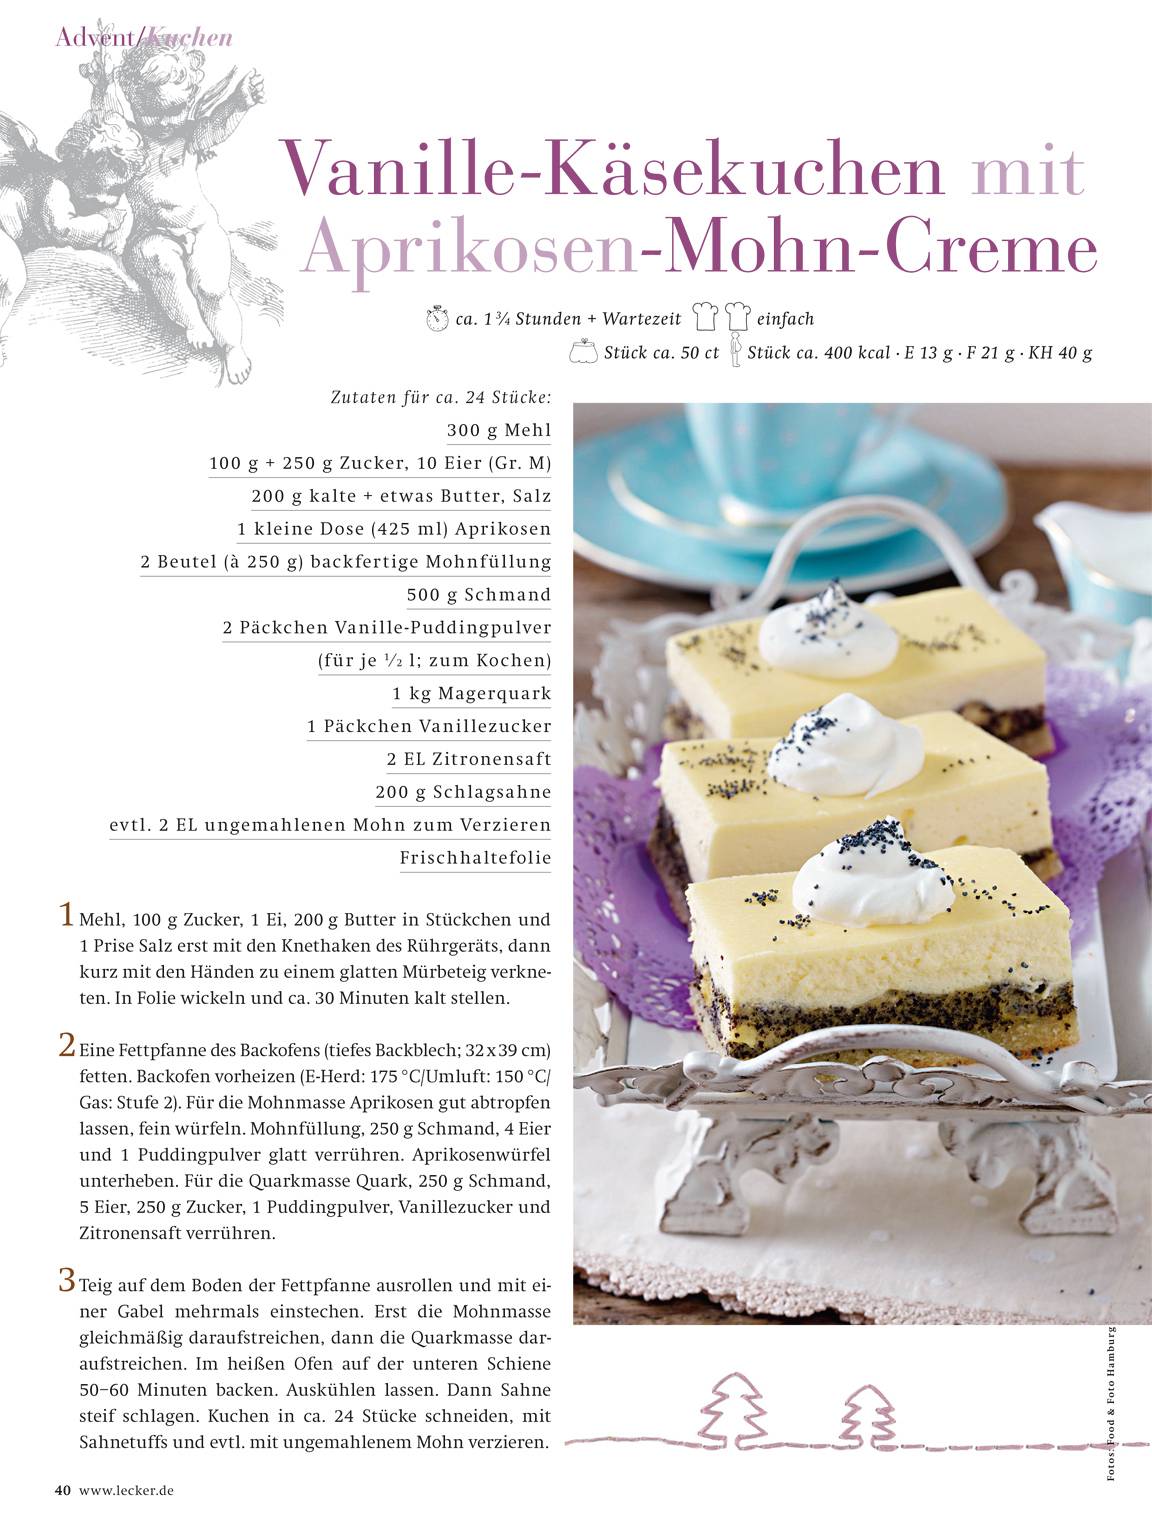 Advent/Kuchen
Vanille-Käsekuchen mit
Aprikosen-Mohn-Creme
ca. 1 ¾ Stunden + Wartezeit einfach
Stück ca. 50 ct Stück ca. 400 kcal · E 13 g · F 21 g · KH 40 g
Zutaten für ca. 24 Stücke:
300 g Mehl
100 g + 250 g Zucker, 10 Eier (Gr. M)
200 g kalte + etwas Butter, Salz
1 kleine Dose (425 ml) Aprikosen
2 Beutel (à 250 g) backfertige Mohnfüllung
500 g Schmand
2 Päckchen Vanille-Puddingpulver
(für je ½ l; zum Kochen)
1 kg Magerquark
1 Päckchen Vanillezucker
2 EL Zitronensaft
200 g Schlagsahne
evtl. 2 EL ungemahlenen Mohn zum Verzieren
Frischhaltefolie
1 Mehl, 100 g Zucker, 1 Ei, 200 g Butter in Stückchen und
1 Prise Salz erst mit den Knethaken des Rührgeräts, dann
kurz mit den Händen zu einem glatten Mürbeteig verkne-
ten. In Folie wickeln und ca. 30 Minuten kalt stellen.
2 Eine Fettpfanne des Backofens (tiefes Backblech; 32 x 39 cm)
fetten. Backofen vorheizen (E-Herd: 175 °C/Umluft: 150 °C/
Gas: Stufe 2). Für die Mohnmasse Aprikosen gut abtropfen
lassen, fein würfeln. Mohnfüllung, 250 g Schmand, 4 Eier
und 1 Puddingpulver glatt verrühren. Aprikosenwürfel
unterheben. Für die Quarkmasse Quark, 250 g Schmand,
5 Eier, 250 g Zucker, 1 Puddingpulver, Vanillezucker und
Zitronensaft verrühren.
3 Teig auf dem Boden der Fettpfanne ausrollen und mit ei-
ner Gabel mehrmals einstechen. Erst die Mohnmasse
gleichmäßig daraufstreichen, dann die Quarkmasse dar-
aufstreichen. Im heißen Ofen auf der unteren Schiene
50–60 Minuten backen. Auskühlen lassen. Dann Sahne
steif schlagen. Kuchen in ca. 24 Stücke schneiden, mit
Sahnetuffs und evtl. mit ungemahlenem Mohn verzieren.
Fotos: Food & Foto Hamburg
40 www.lecker.de